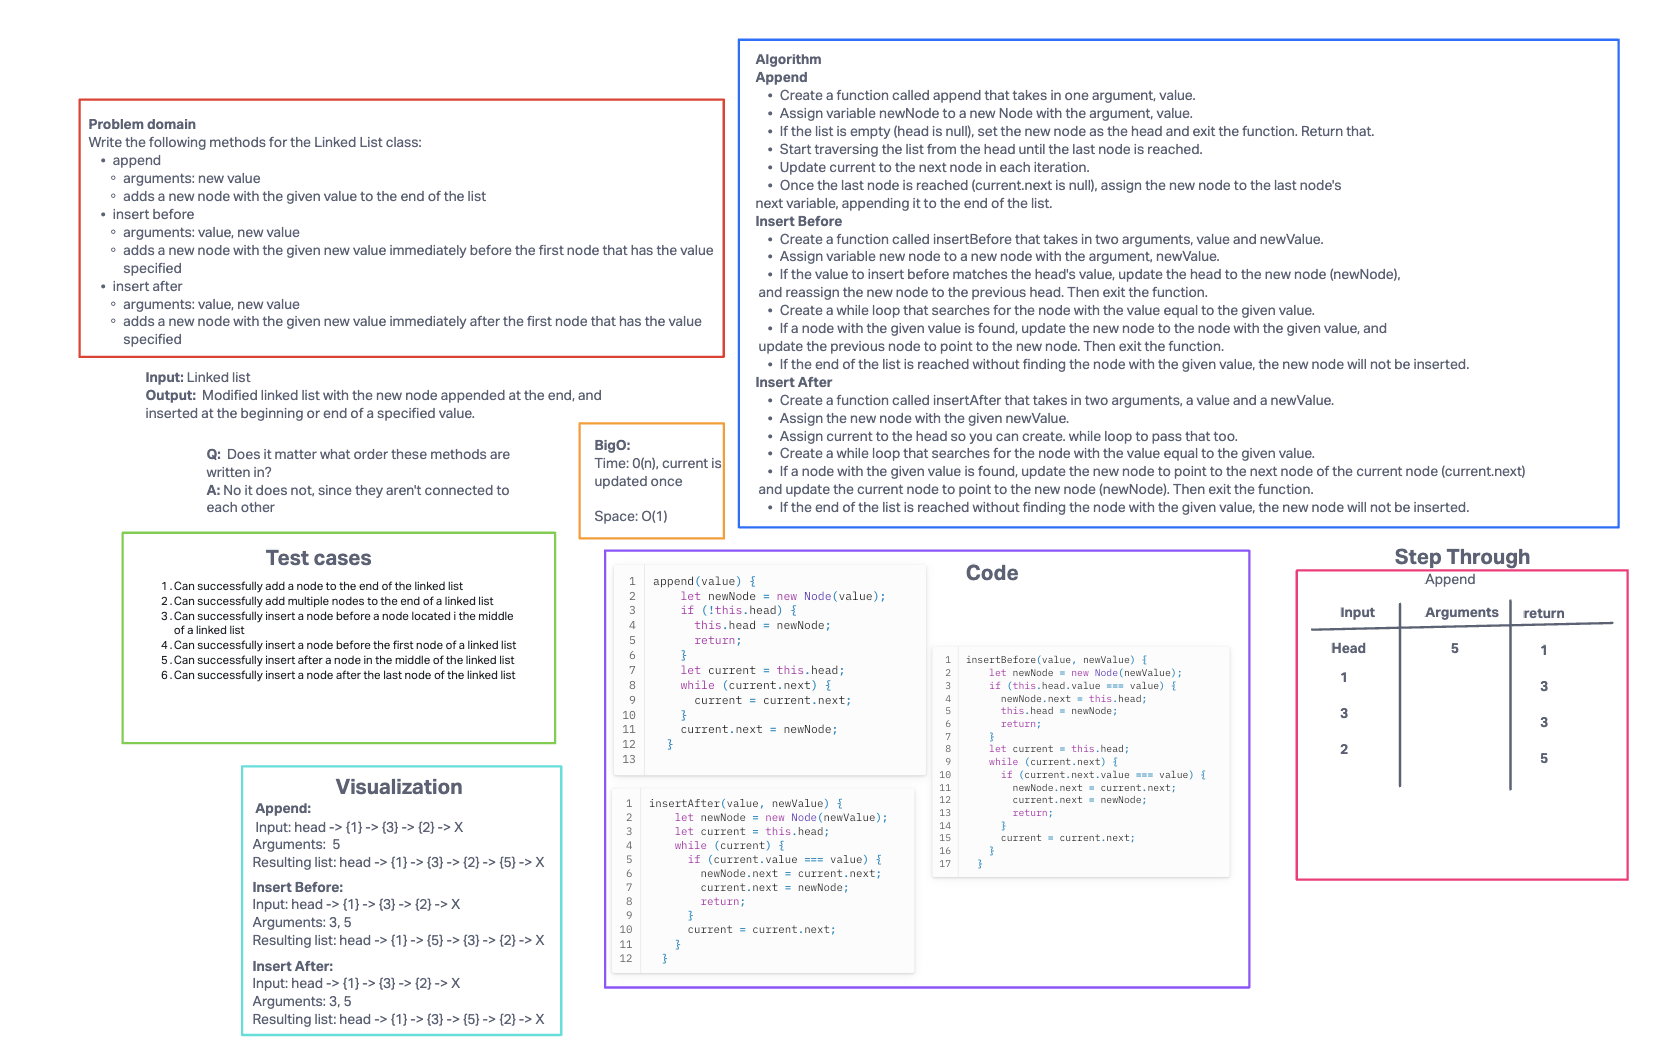 Problem domain
Write the following methods for the Linked List class:
• append
◦ arguments: new value
◦ adds a new node with the given value to the end of the list
• insert before
◦ arguments: value, new value
◦ adds a new node with the given new value immediately before the first node that has the value
specified
• insert after
◦ arguments: value, new value
◦ adds a new node with the given new value immediately after the first node that has the value
specified
Input: Linked list
Output: Modified linked list with the new node appended at the end, and
inserted at the beginning or end of a specified value.
Q: Does it matter what order these methods are
written in?
A: No it does not, since they aren't connected to
each other
BigO:
Time: 0(n), current is
updated once
Space: O(1)
Algorithm
Append
• Create a function called append that takes in one argument, value.
• Assign variable newNode to a new Node with the argument, value.
• If the list is empty (head is null), set the new node as the head and exit the function. Return that.
• Start traversing the list from the head until the last node is reached.
• Update current to the next node in each iteration.
• Once the last node is reached (current.next is null), assign the new node to the last node's
next variable, appending it to the end of the list.
Insert Before
• Create a function called insertBefore that takes in two arguments, value and newValue.
• Assign variable new node to a new node with the argument, newValue.
• If the value to insert before matches the head's value, update the head to the new node (newNode),
and reassign the new node to the previous head. Then exit the function.
• Create a while loop that searches for the node with the value equal to the given value.
• If a node with the given value is found, update the new node to the node with the given value, and
update the previous node to point to the new node. Then exit the function.
• If the end of the list is reached without finding the node with the given value, the new node will not be inserted.
Insert After
• Create a function called insertAfter that takes in two arguments, a value and a newValue.
• Assign the new node with the given newValue.
• Assign current to the head so you can create. while loop to pass that too.
• Create a while loop that searches for the node with the value equal to the given value.
• If a node with the given value is found, update the new node to point to the next node of the current node (current.next)
and update the current node to point to the new node (newNode). Then exit the function.
• If the end of the list is reached without finding the node with the given value, the new node will not be inserted.
Test cases
1. Can successfully add a node to the end of the linked list
2. Can successfully add multiple nodes to the end of a linked list
3. Can successfully insert a node before a node located i the middle
of a linked list
4. Can successfully insert a node before the first node of a linked list
5. Can successfully insert after a node in the middle of the linked list
6. Can successfully insert a node after the last node of the linked list
Visualization
Append:
Input: head -> {1} -> {3} -> {2} -> X
Arguments: 5
Resulting list: head -> {1} -> {3} -> {2} -> {5} -> X
Insert Before:
Input: head -> {1} -> {3} -> {2} -> X
Arguments: 3, 5
Resulting list: head -> {1} -> {5} -> {3} -> {2} -> X
Insert After:
Input: head -> {1} -> {3} -> {2} -> X
Arguments: 3, 5
Resulting list: head -> {1} -> {3} -> {5} -> {2} -> X
Code
1 append(value) {
2 let newNode = new Node(value);
3 if (!this.head) {
4 this.head = newNode;
5 return;
6 }
7 let current = this.head;
8 while (current.next) {
9 current = current.next;
10 }
11 current.next = newNode;
12 }
13
1 insertAfter(value, newValue) {
2 let newNode = new Node(newValue);
3 let current = this.head;
4 while (current) {
5 if (current.value === value) {
6 newNode.next = current.next;
7 current.next = newNode;
8 return;
9 }
10 current = current.next;
11 }
12 }
1 insertBefore(value, newValue) {
2 let newNode = new Node(newValue);
3 if (this.head.value === value) {
4 newNode.next = this.head;
5 this.head = newNode;
6 return;
7 }
8 let current = this.head;
9 while (current.next) {
10 if (current.next.value === value) {
11 newNode.next = current.next;
12 current.next = newNode;
13 return;
14 }
15 current = current.next;
16 }
17 }
Step Through
Append
Input Arguments return
Head 5 1
1 3
3 3
2 5